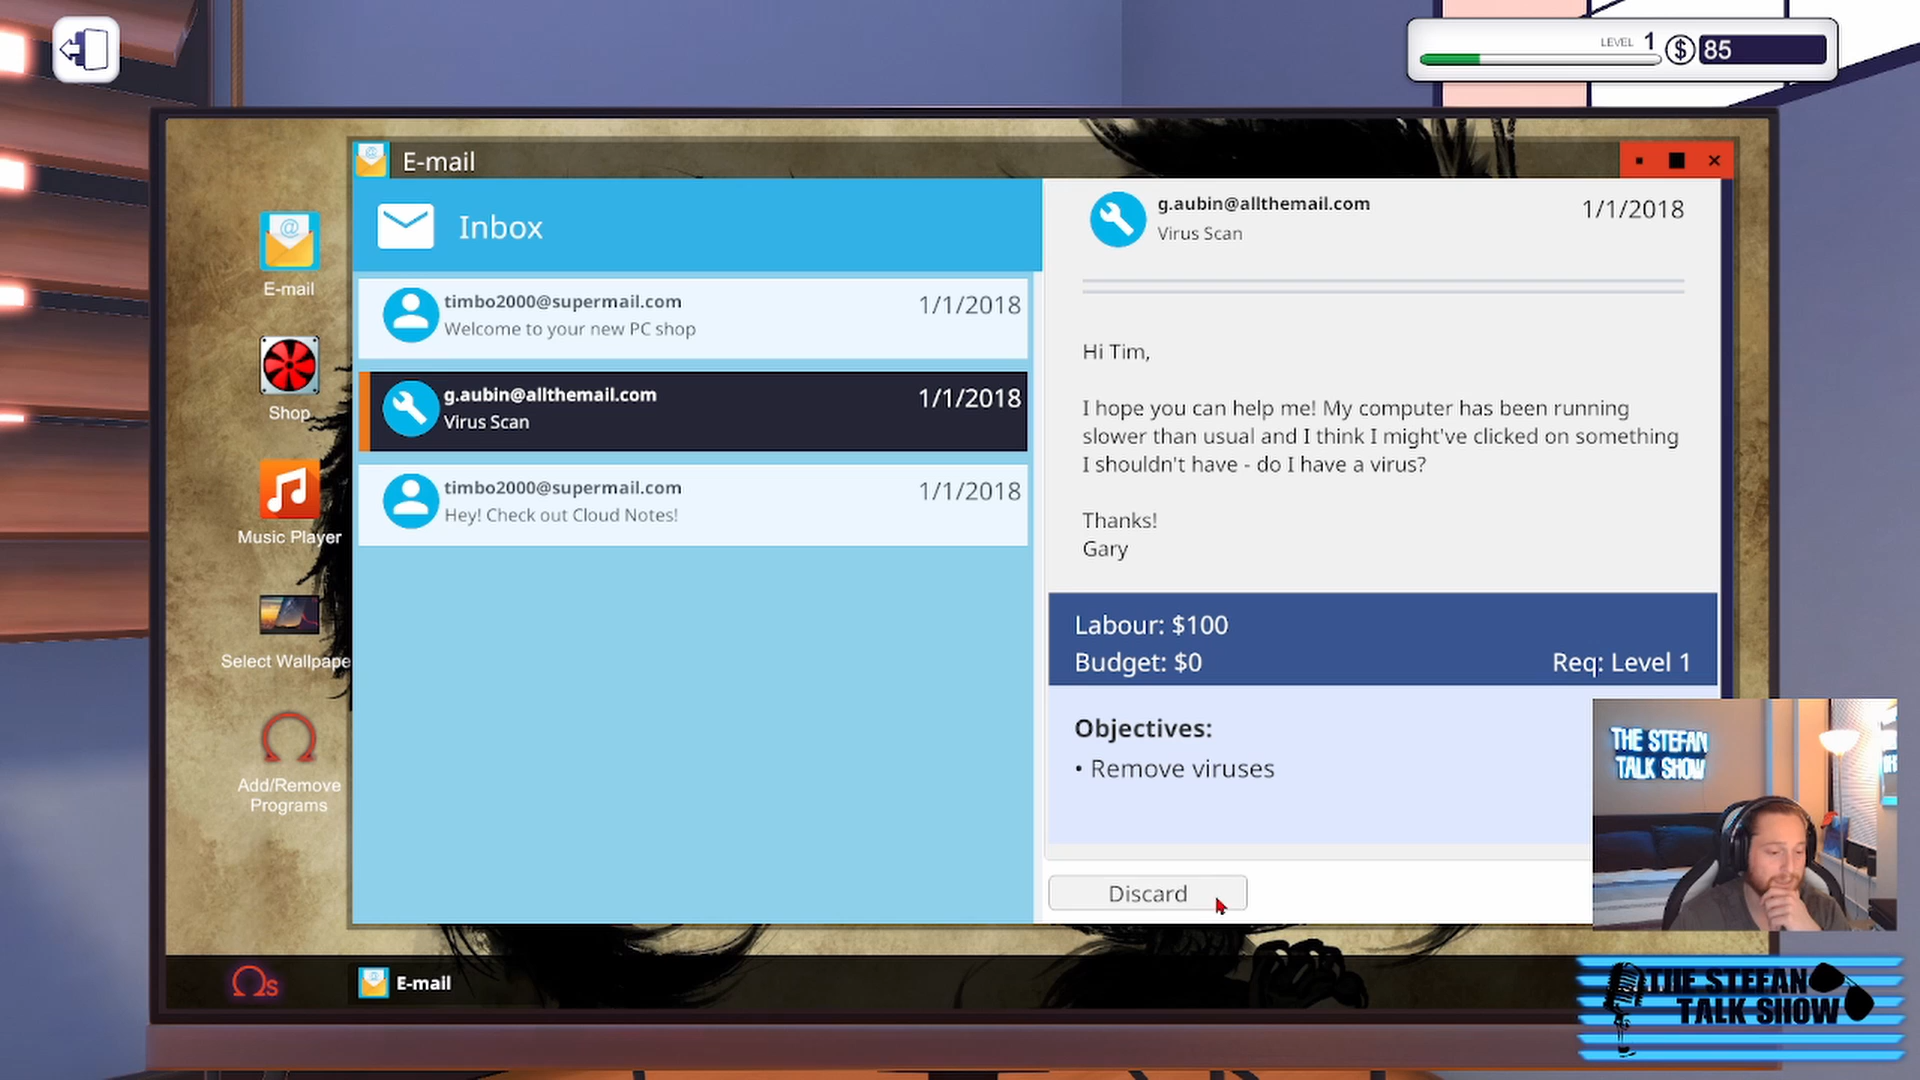 LEVEL 1
$ 85
E-mail
Inbox
timbo2000@supermail.com 1/1/2018
Welcome to your new PC shop
g.aubin@allthemail.com 1/1/2018
Virus Scan
timbo2000@supermail.com 1/1/2018
Hey! Check out Cloud Notes!
g.aubin@allthemail.com 1/1/2018
Virus Scan
Hi Tim,
I hope you can help me! My computer has been running
slower than usual and I think I might've clicked on something
I shouldn't have - do I have a virus?
Thanks!
Gary
Labour: $100
Budget: $0 Req: Level 1
Objectives:
• Remove viruses
Discard
E-mail
Shop
Music Player
Select Wallpape
Add/Remove
Programs
Ωs
E-mail
THE STEFAN
TALK SHOW
THE STEFAN
TALK SHOW